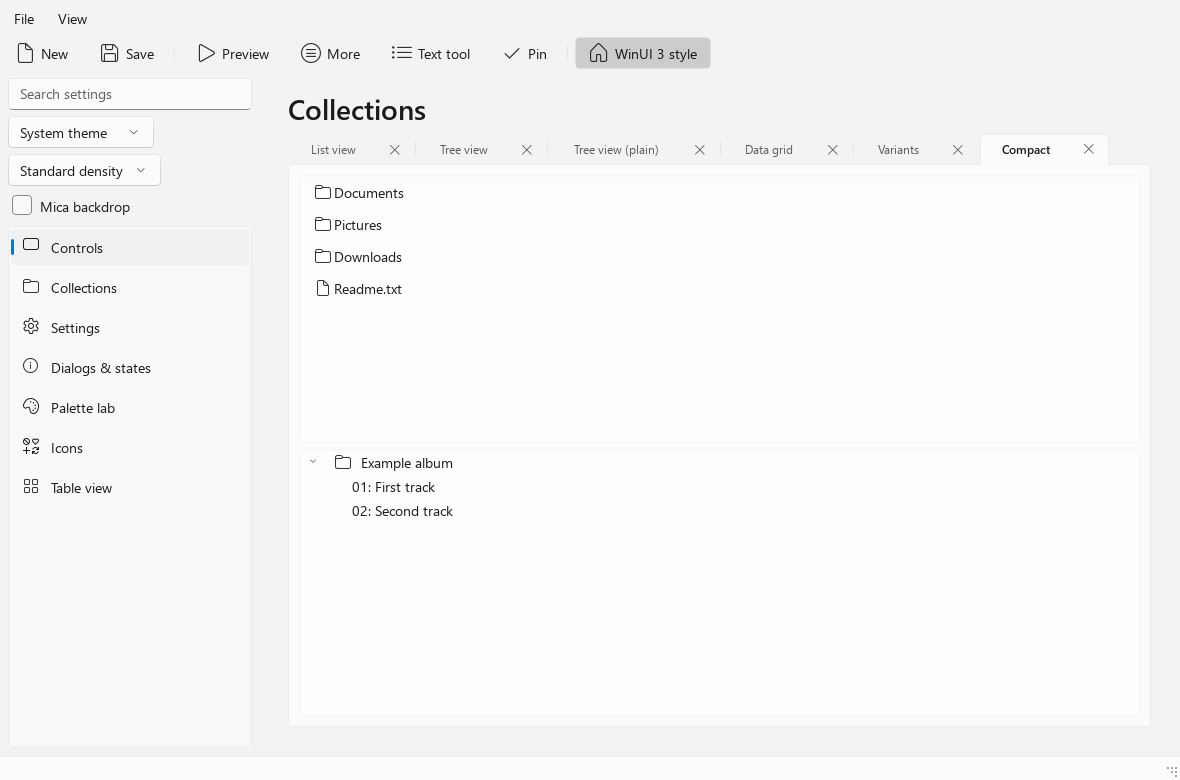 File View
New Save Preview More Text tool Pin WinUI 3 style
Search settings
System theme
Standard density
Mica backdrop
Controls
Collections
Settings
Dialogs & states
Palette lab
Icons
Table view
Collections
List view Tree view Tree view (plain) Data grid Variants Compact
Documents
Pictures
Downloads
Readme.txt
Example album
01: First track
02: Second track